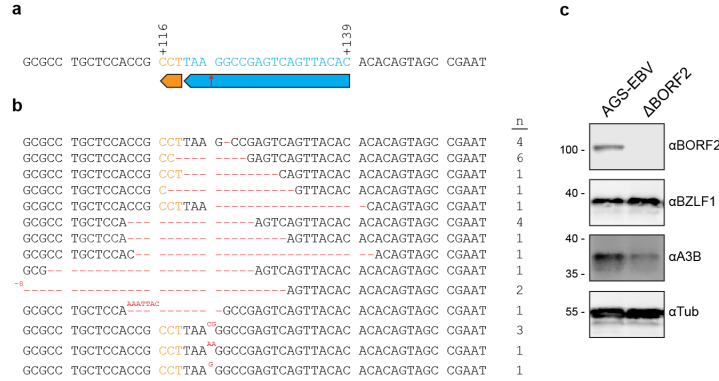 a
+116 +139
GCGCC TGCTCCACCG CCTTAA GGCCGAGTCAGTTACAC ACACAGTAGC CGAAT
b
n
GCGCC TGCTCCACCG CCTTAA G-CCGAGTCAGTTACAC ACACAGTAGC CGAAT 4
GCGCC TGCTCCACCG CC---- -----GAGTCAGTTACAC ACACAGTAGC CGAAT 6
GCGCC TGCTCCACCG CCT--- ---------CAGTTACAC ACACAGTAGC CGAAT 1
GCGCC TGCTCCACCG C----- -----------GTTACAC ACACAGTAGC CGAAT 1
GCGCC TGCTCCACCG CCTTAA --------------- CACAGTAGC CGAAT 1
GCGCC TGCTCCA--- ------ ------AGTCAGTTACAC ACACAGTAGC CGAAT 4
GCGCC TGCTCCA--- ------ ----------AGTTACAC ACACAGTAGC CGAAT 1
GCGCC TGCTCCAC-- ------ ----------------- ACAGTAGC CGAAT 1
GCG-- ---------- ------ ------AGTCAGTTACAC ACACAGTAGC CGAAT 1
-8 ----- ---------- ------ ----------AGTTACAC ACACAGTAGC CGAAT 2
AAATTAC
GCGCC TGCTCCA--- ------ -GCCGAGTCAGTTACAC ACACAGTAGC CGAAT 1
CG
GCGCC TGCTCCACCG CCTTAA GGCCGAGTCAGTTACAC ACACAGTAGC CGAAT 3
AA
GCGCC TGCTCCACCG CCTTAA GGCCGAGTCAGTTACAC ACACAGTAGC CGAAT 1
G
GCGCC TGCTCCACCG CCTTAA GGCCGAGTCAGTTACAC ACACAGTAGC CGAAT 1
c
AGS-EBV
ΔBORF2
100 - αBORF2
40 - αBZLF1
40 -
αA3B
35 -
55 - αTub